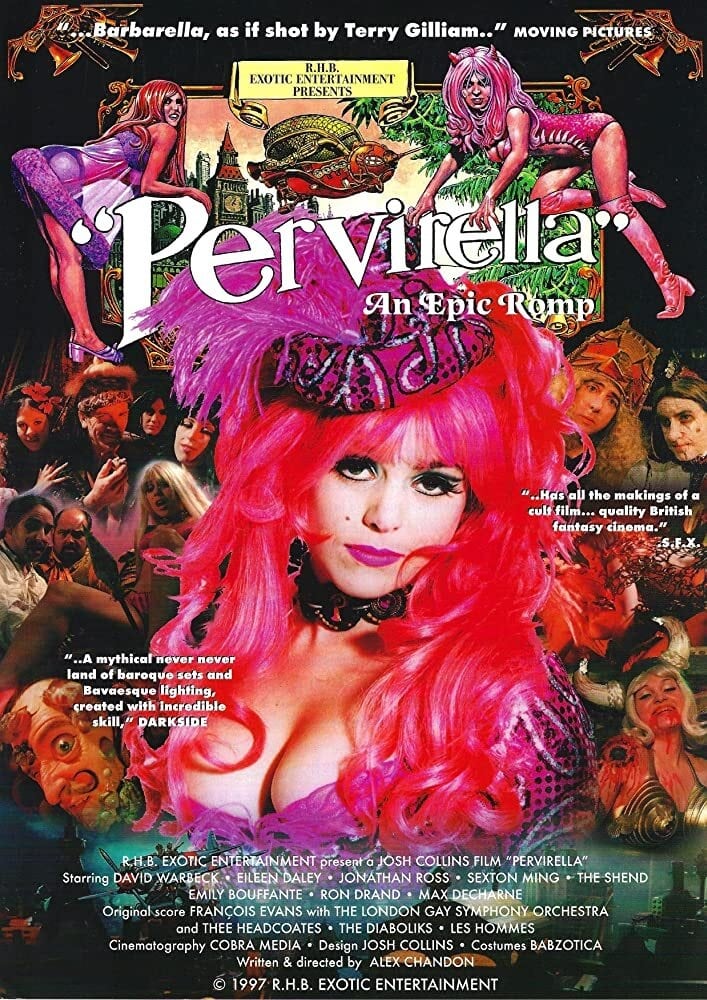 "...Barbarella, as if shot by Terry Gilliam.." MOVING PICTURES
R.H.B.
EXOTIC ENTERTAINMENT
PRESENTS
"Pervirella"
An Epic Romp
"..Has all the makings of a
cult film... quality British
fantasy cinema."
S.F.X.
"..A mythical never never
land of baroque sets and
Bavaesque lighting,
created with incredible
skill," DARKSIDE
R.H.B. EXOTIC ENTERTAINMENT present a JOSH COLLINS FILM "PERVIRELLA"
Starring DAVID WARBECK • EILEEN DALEY • JONATHAN ROSS • SEXTON MING • THE SHEND
EMILY BOUFFANTE • RON DRAND • MAX DECHARNE
Original score FRANÇOIS EVANS with THE LONDON GAY SYMPHONY ORCHESTRA
and THEE HEADCOATES • THE DIABOLIKS • LES HOMMES
Cinematography COBRA MEDIA • Design JOSH COLLINS • Costumes BABZOTICA
Written & directed by ALEX CHANDON
© 1997 R.H.B. EXOTIC ENTERTAINMENT